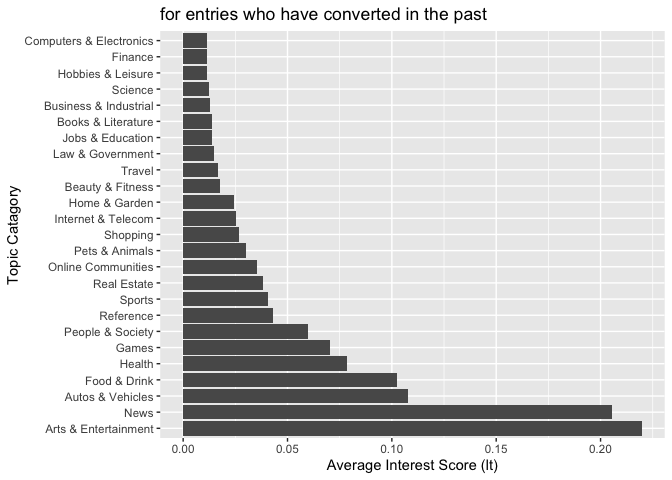 for entries who have converted in the past
Computers & Electronics
Finance
Hobbies & Leisure
Science
Business & Industrial
Books & Literature
Jobs & Education
Law & Government
Travel
Beauty & Fitness
Home & Garden
Internet & Telecom
Shopping
Pets & Animals
Online Communities
Real Estate
Sports
Reference
People & Society
Games
Health
Food & Drink
Autos & Vehicles
News
Arts & Entertainment
Topic Catagory
0.00 0.05 0.10 0.15 0.20
Average Interest Score (lt)